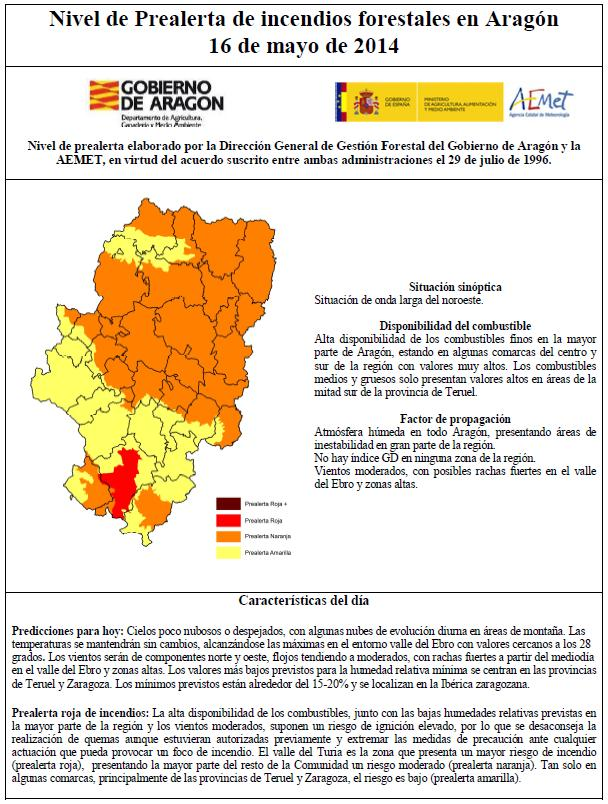 Nivel de Prealerta de incendios forestales en Aragón
16 de mayo de 2014
GOBIERNO
DE ARAGON
Departamento de Agricultura,
Ganadería y Medio Ambiente
GOBIERNO
DE ESPAÑA
MINISTERIO
DE AGRICULTURA, ALIMENTACIÓN
Y MEDIO AMBIENTE
AEMet
Agencia Estatal de Meteorología
Nivel de prealerta elaborado por la Dirección General de Gestión Forestal del Gobierno de Aragón y la
AEMET, en virtud del acuerdo suscrito entre ambas administraciones el 29 de julio de 1996.
Situación sinóptica
Situación de onda larga del noroeste.
Disponibilidad del combustible
Alta disponibilidad de los combustibles finos en la mayor
parte de Aragón, estando en algunas comarcas del centro y
sur de la región con valores muy altos. Los combustibles
medios y gruesos solo presentan valores altos en áreas de la
mitad sur de la provincia de Teruel.
Factor de propagación
Atmósfera húmeda en todo Aragón, presentando áreas de
inestabilidad en gran parte de la región.
No hay índice GD en ninguna zona de la región.
Vientos moderados, con posibles rachas fuertes en el valle
del Ebro y zonas altas.
Prealerta Roja +
Prealerta Roja
Prealerta Naranja
Prealerta Amarilla
Características del día
Predicciones para hoy: Cielos poco nubosos o despejados, con algunas nubes de evolución diurna en áreas de montaña. Las
temperaturas se mantendrán sin cambios, alcanzándose las máximas en el entorno valle del Ebro con valores cercanos a los 28
grados. Los vientos serán de componentes norte y oeste, flojos tendiendo a moderados, con rachas fuertes a partir del mediodía
en el valle del Ebro y zonas altas. Los valores más bajos previstos para la humedad relativa mínima se centran en las provincias
de Teruel y Zaragoza. Los mínimos previstos están alrededor del 15-20% y se localizan en la Ibérica zaragozana.
Prealerta roja de incendios: La alta disponibilidad de los combustibles, junto con las bajas humedades relativas previstas en
la mayor parte de la región y los vientos moderados, suponen un riesgo de ignición elevado, por lo que se desaconseja la
realización de quemas aunque estuvieran autorizadas previamente y extremar las medidas de precaución ante cualquier
actuación que pueda provocar un foco de incendio. El valle del Turia es la zona que presenta un mayor riesgo de incendio
(prealerta roja), presentando la mayor parte del resto de la Comunidad un riesgo moderado (prealerta naranja). Tan solo en
algunas comarcas, principalmente de las provincias de Teruel y Zaragoza, el riesgo es bajo (prealerta amarilla).